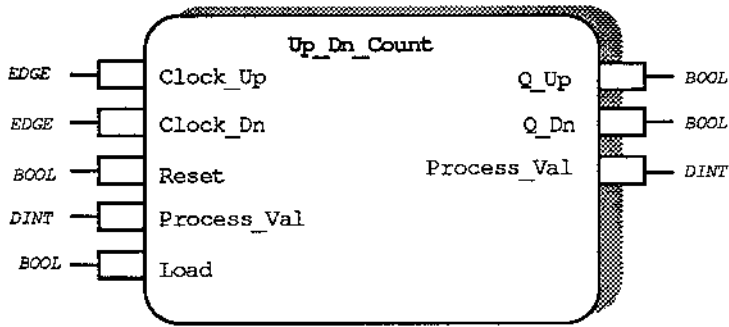 Up_Dn_Count
EDGE Clock_Up Q_Up BOOL
EDGE Clock_Dn Q_Dn BOOL
BOOL Reset Process_Val DINT
DINT Process_Val
BOOL Load